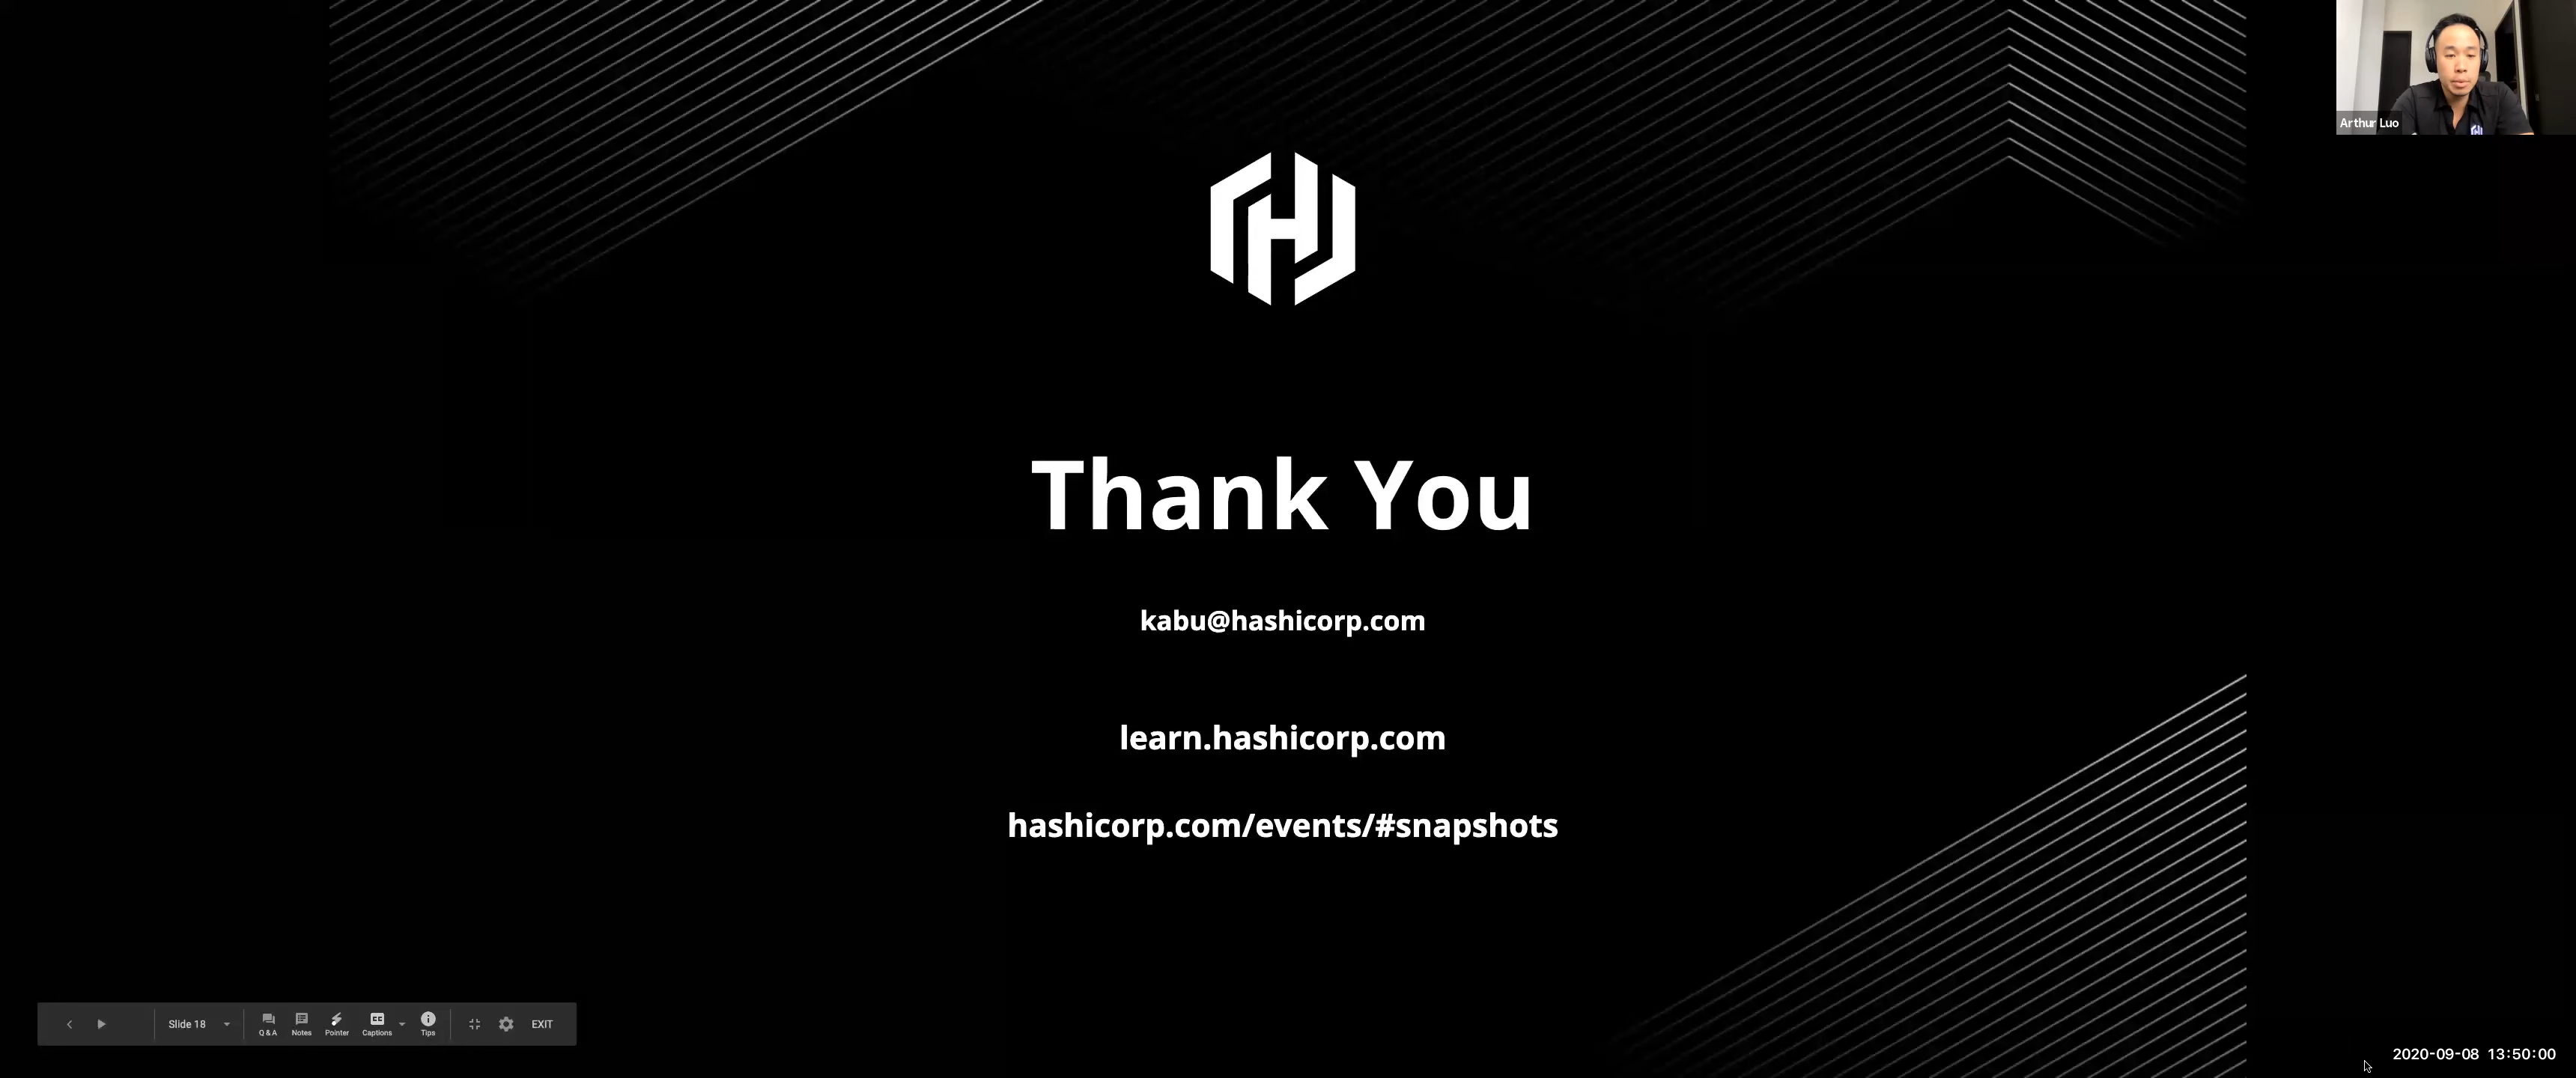 Arthur Luo
Thank You
kabu@hashicorp.com
learn.hashicorp.com
hashicorp.com/events/#snapshots
Slide 18
Q & A
Notes
Pointer
Captions
Tips
EXIT
2020-09-08 13:50:00